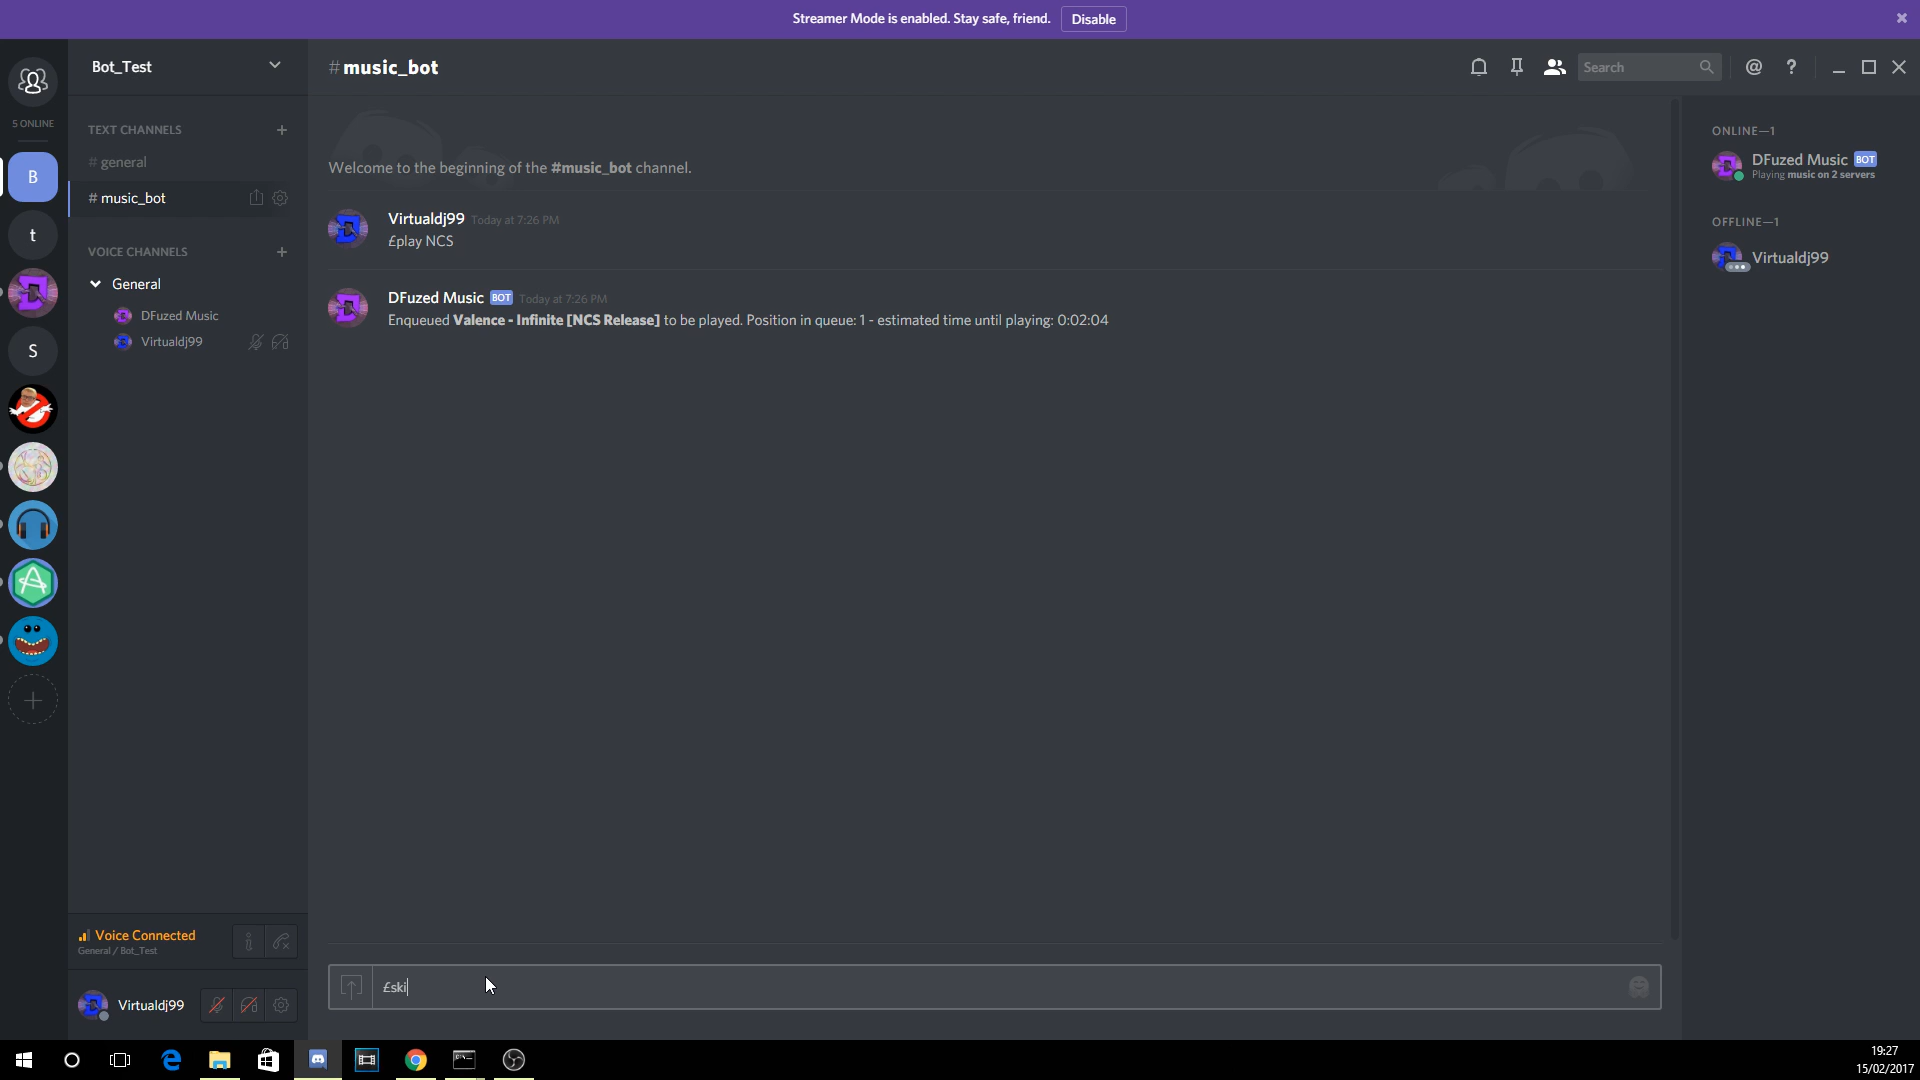 Streamer Mode is enabled. Stay safe, friend. Disable
Bot_Test
#music_bot
Search
5 ONLINE
B
t
S
TEXT CHANNELS
# general
# music_bot
VOICE CHANNELS
General
DFuzed Music
Virtualdj99
Welcome to the beginning of the #music_bot channel.
Virtualdj99 Today at 7:26 PM
£play NCS
DFuzed Music BOT Today at 7:26 PM
Enqueued Valence - Infinite [NCS Release] to be played. Position in queue: 1 - estimated time until playing: 0:02:04
ONLINE—1
DFuzed Music BOT
Playing music on 2 servers
OFFLINE—1
Virtualdj99
Voice Connected
General / Bot_Test
Virtualdj99
£ski
19:27
15/02/2017